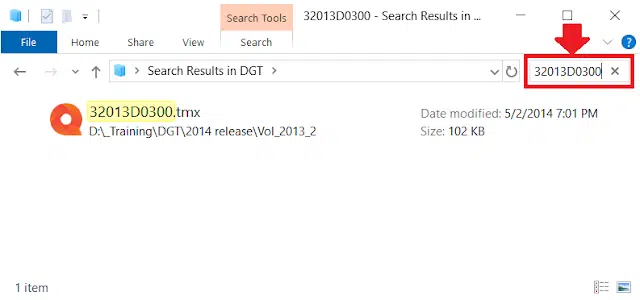 Search Tools
32013D0300 - Search Results in ...
File
Home
Share
View
Search
?
Search Results in DGT
32013D0300
32013D0300.tmx
D:\_Training\DGT\2014 release\Vol_2013_2
Date modified: 5/2/2014 7:01 PM
Size: 102 KB
1 item